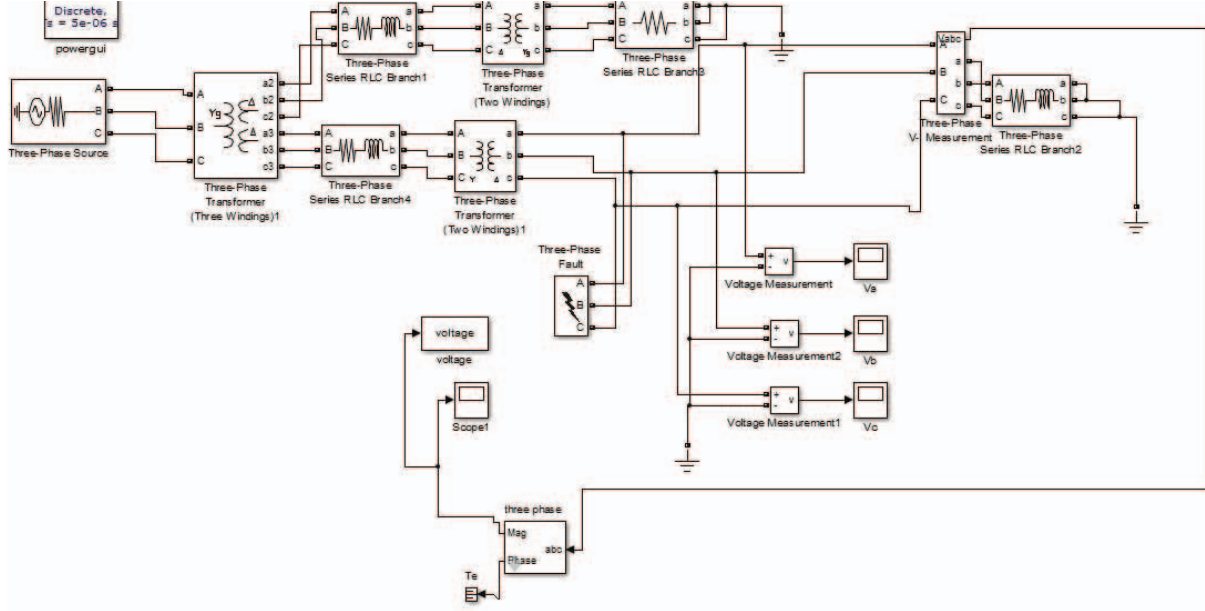 Discrete,
s = 5e-06 s
powergui
A
B
C
Three-Phase Source
A
B
C
Yg
Δ
Δ
a2
b2
c2
a3
b3
c3
Three-Phase
Transformer
(Three Windings)1
A
B
C
a
b
c
Three-Phase
Series RLC Branch1
A
B
C
a
b
c
Δ
Yg
Three-Phase
Transformer
(Two Windings)
A
B
C
a
b
c
Three-Phase
Series RLC Branch3
A
B
C
a
b
c
Three-Phase
Series RLC Branch4
A
B
C
a
b
c
Y
Δ
Three-Phase
Transformer
(Two Windings)1
Vabc
A
B
C
a
b
c
Three-Phase
V- Measurement
A
B
C
a
b
c
Three-Phase
Series RLC Branch2
Three-Phase
Fault
A
B
C
+
-
v
Voltage Measurement
Va
+
-
v
Voltage Measurement2
Vb
+
-
v
Voltage Measurement1
Vc
voltage
voltage
Scope1
three phase
Mag
Phase
abc
Te